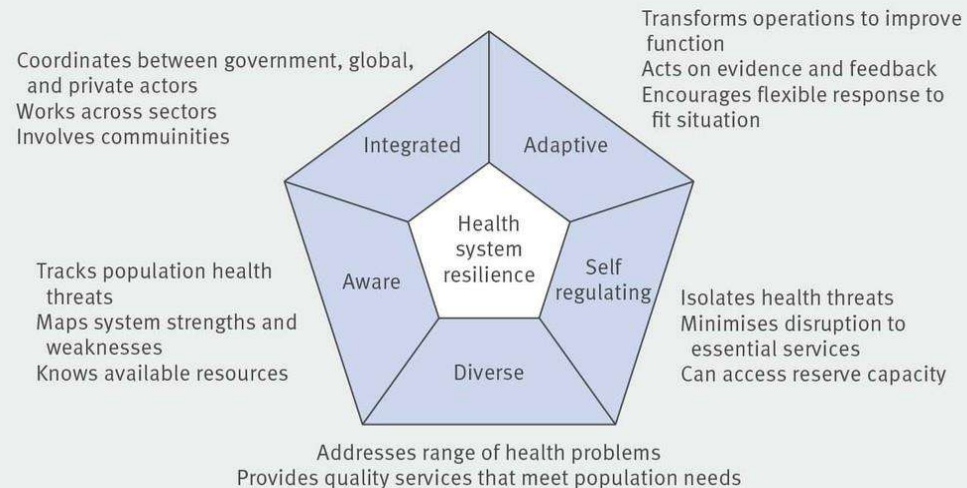 Transforms operations to improve
function
Acts on evidence and feedback
Encourages flexible response to
fit situation
Coordinates between government, global,
and private actors
Works across sectors
Involves commuinities
Integrated
Adaptive
Health
system
resilience
Aware
Self
regulating
Diverse
Tracks population health
threats
Maps system strengths and
weaknesses
Knows available resources
Isolates health threats
Minimises disruption to
essential services
Can access reserve capacity
Addresses range of health problems
Provides quality services that meet population needs